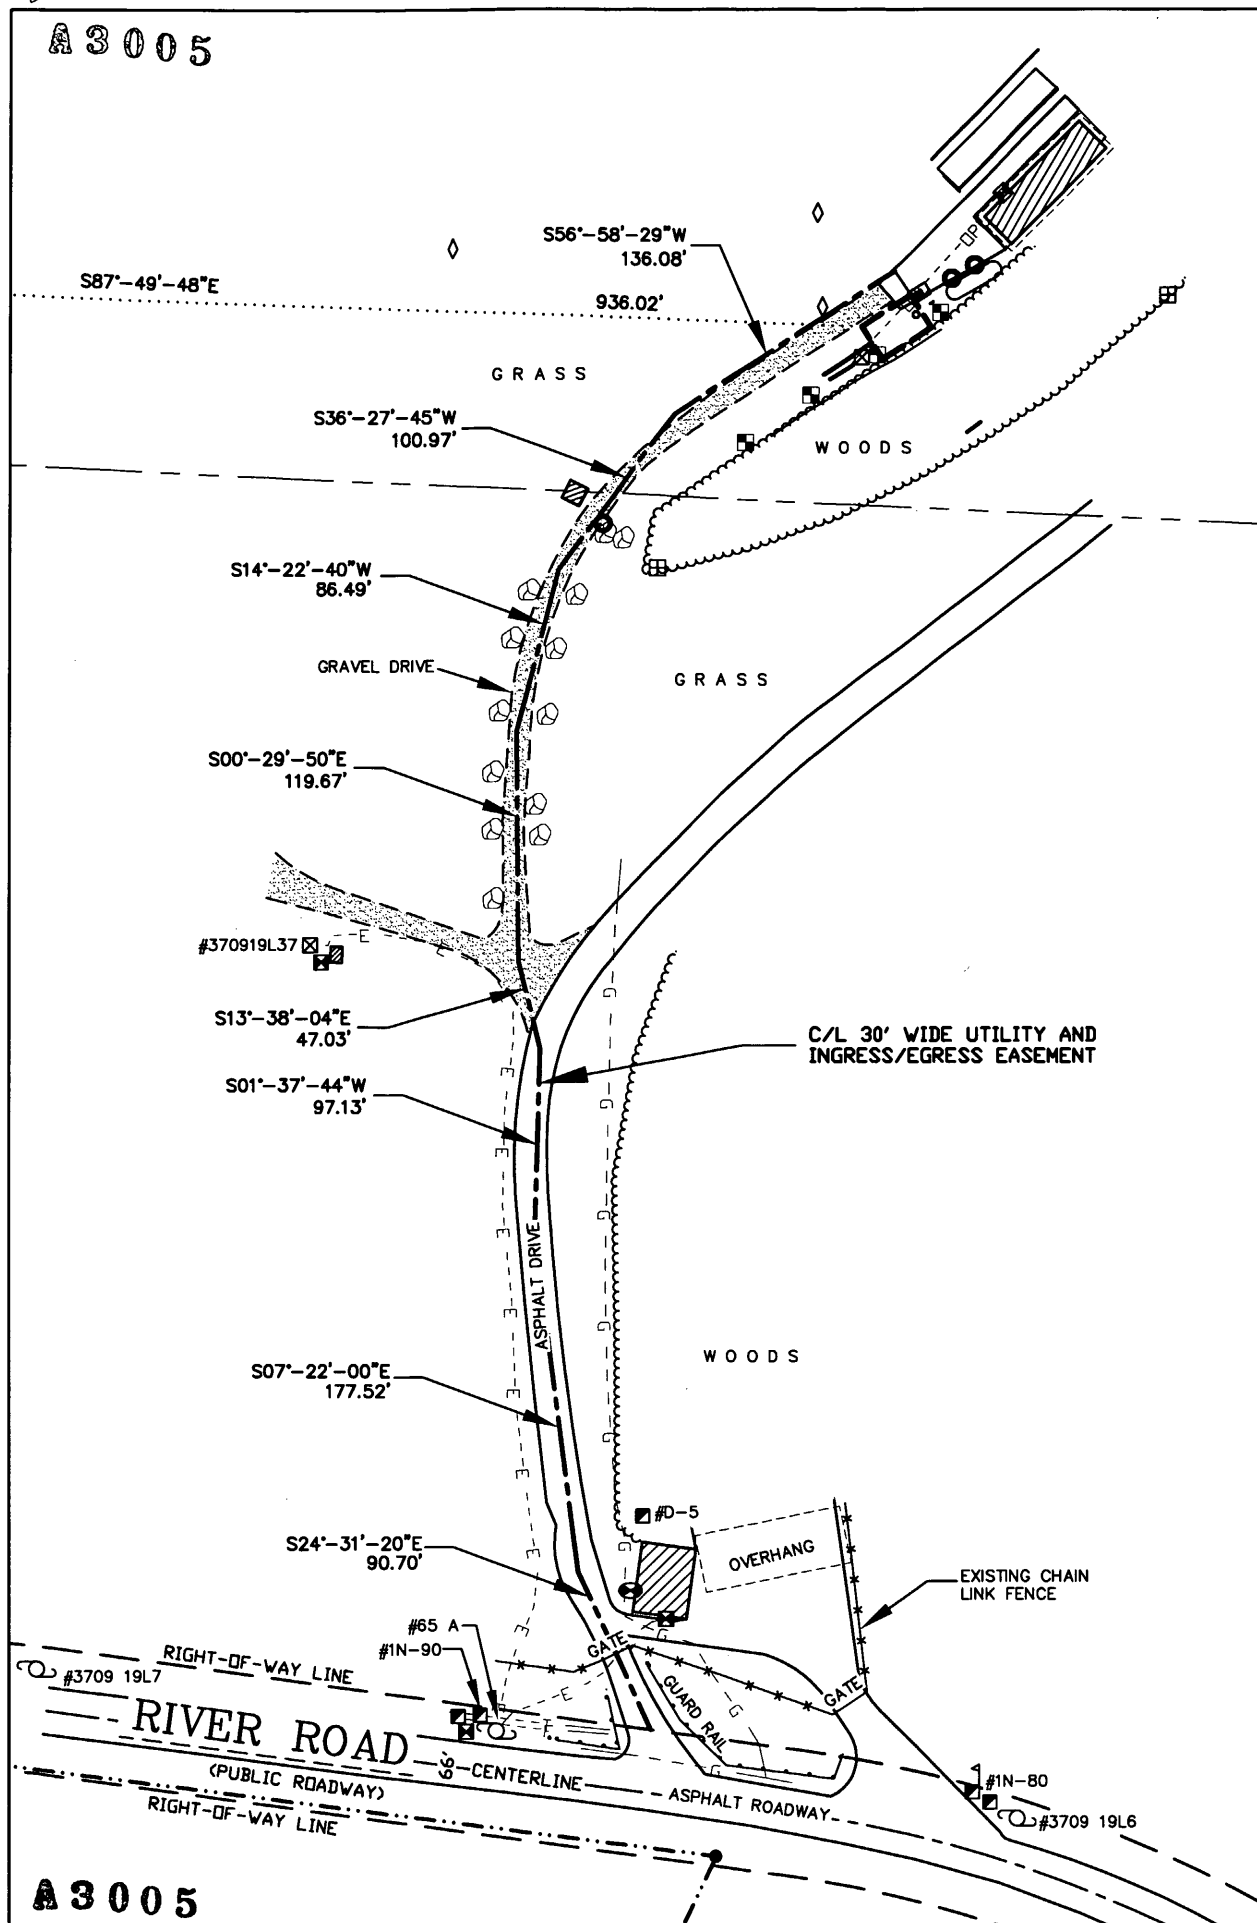 A3005
S56°-58'-29"W
136.08'
S87°-49'-48"E
936.02'
GRASS
S36°-27'-45"W
100.97'
WOODS
OP
S14°-22'-40"W
86.49'
GRAVEL DRIVE
GRASS
S00°-29'-50"E
119.67'
#370919L37
E
E
G
S13°-38'-04"E
47.03'
C/L 30' WIDE UTILITY AND
INGRESS/EGRESS EASEMENT
S01°-37'-44"W
97.13'
G
E
G
E
ASPHALT DRIVE
E
G
WOODS
S07°-22'-00"E
177.52'
E
G
E
#D-5
S24°-31'-20"E
90.70'
E
G
OVERHANG
EXISTING CHAIN
LINK FENCE
#65 A
#1N-90
GATE
G
RIGHT-OF-WAY LINE
#3709 19L7
E
GUARD RAIL
G
GATE
E
RIVER ROAD
66'
CENTERLINE
G
(PUBLIC ROADWAY)
ASPHALT ROADWAY
#1N-80
RIGHT-OF-WAY LINE
#3709 19L6
A3005